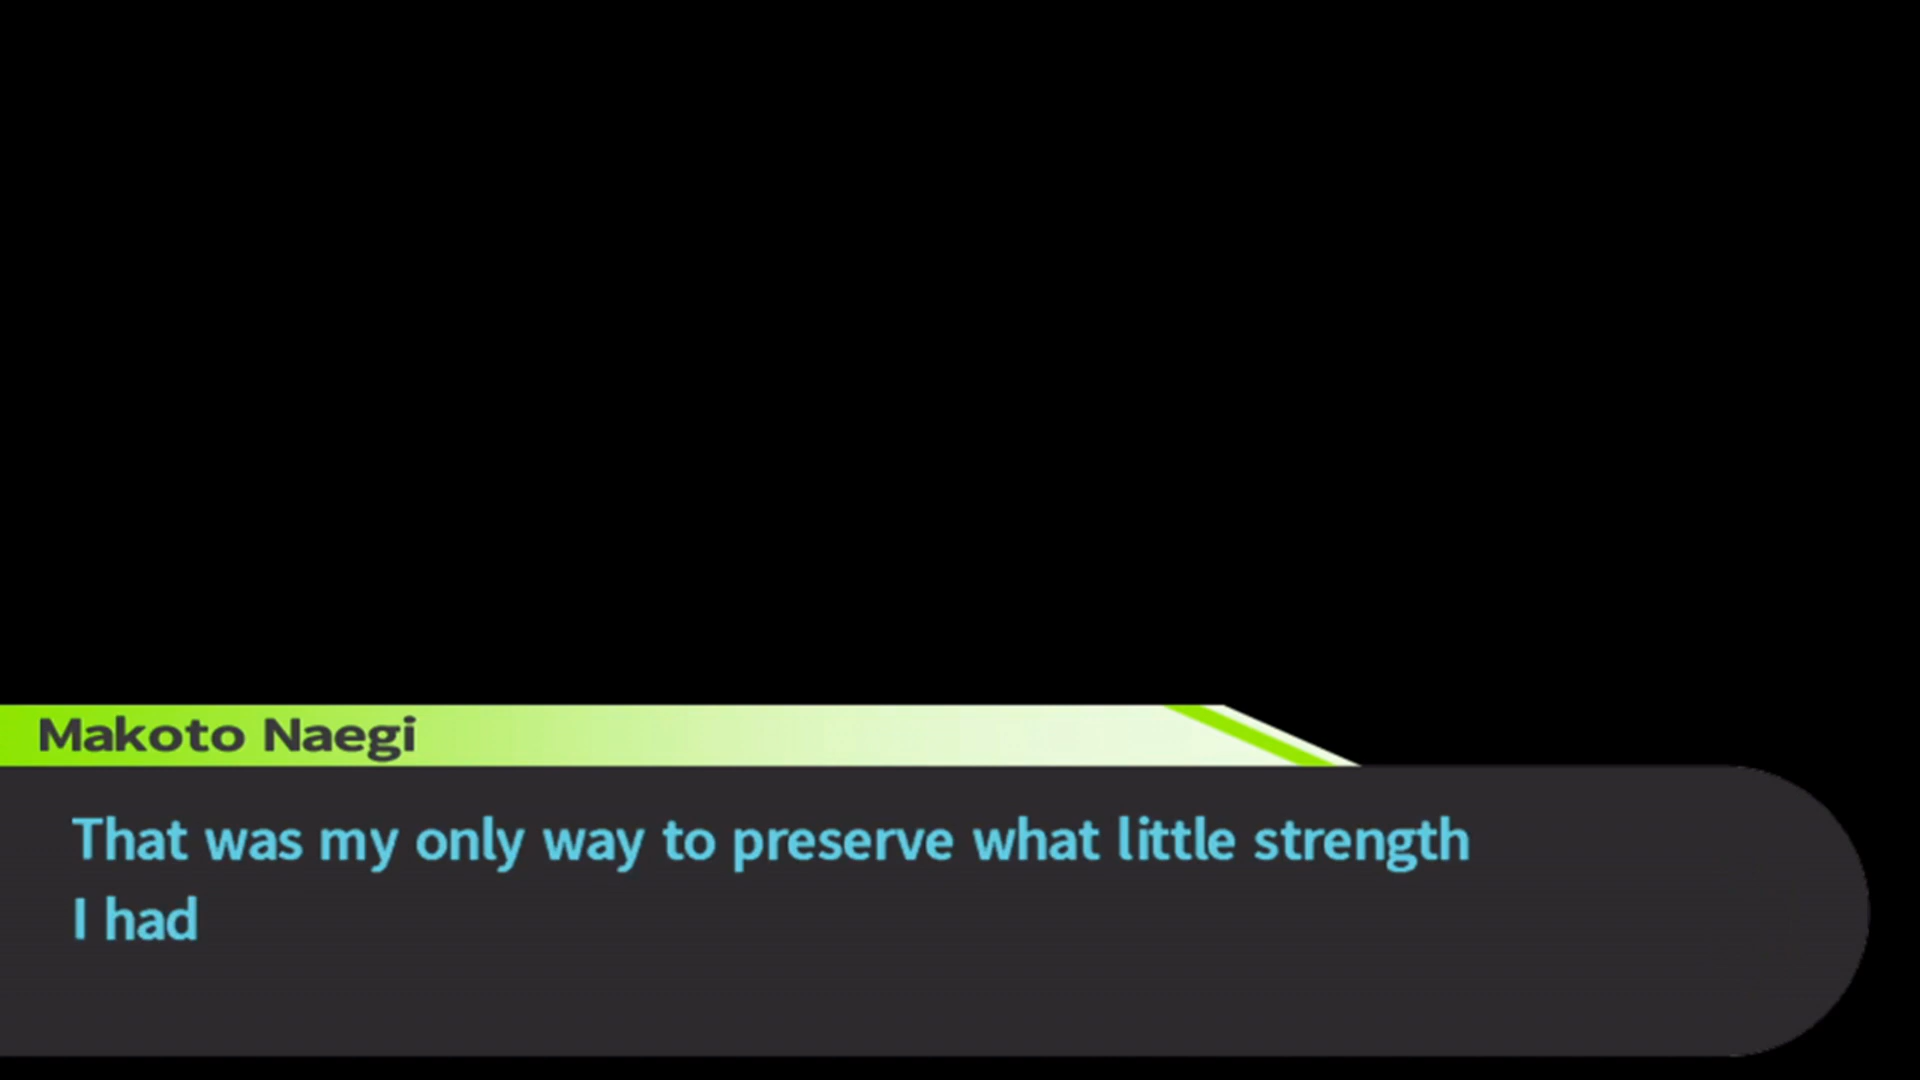 Makoto Naegi
That was my only way to preserve what little strength
I had